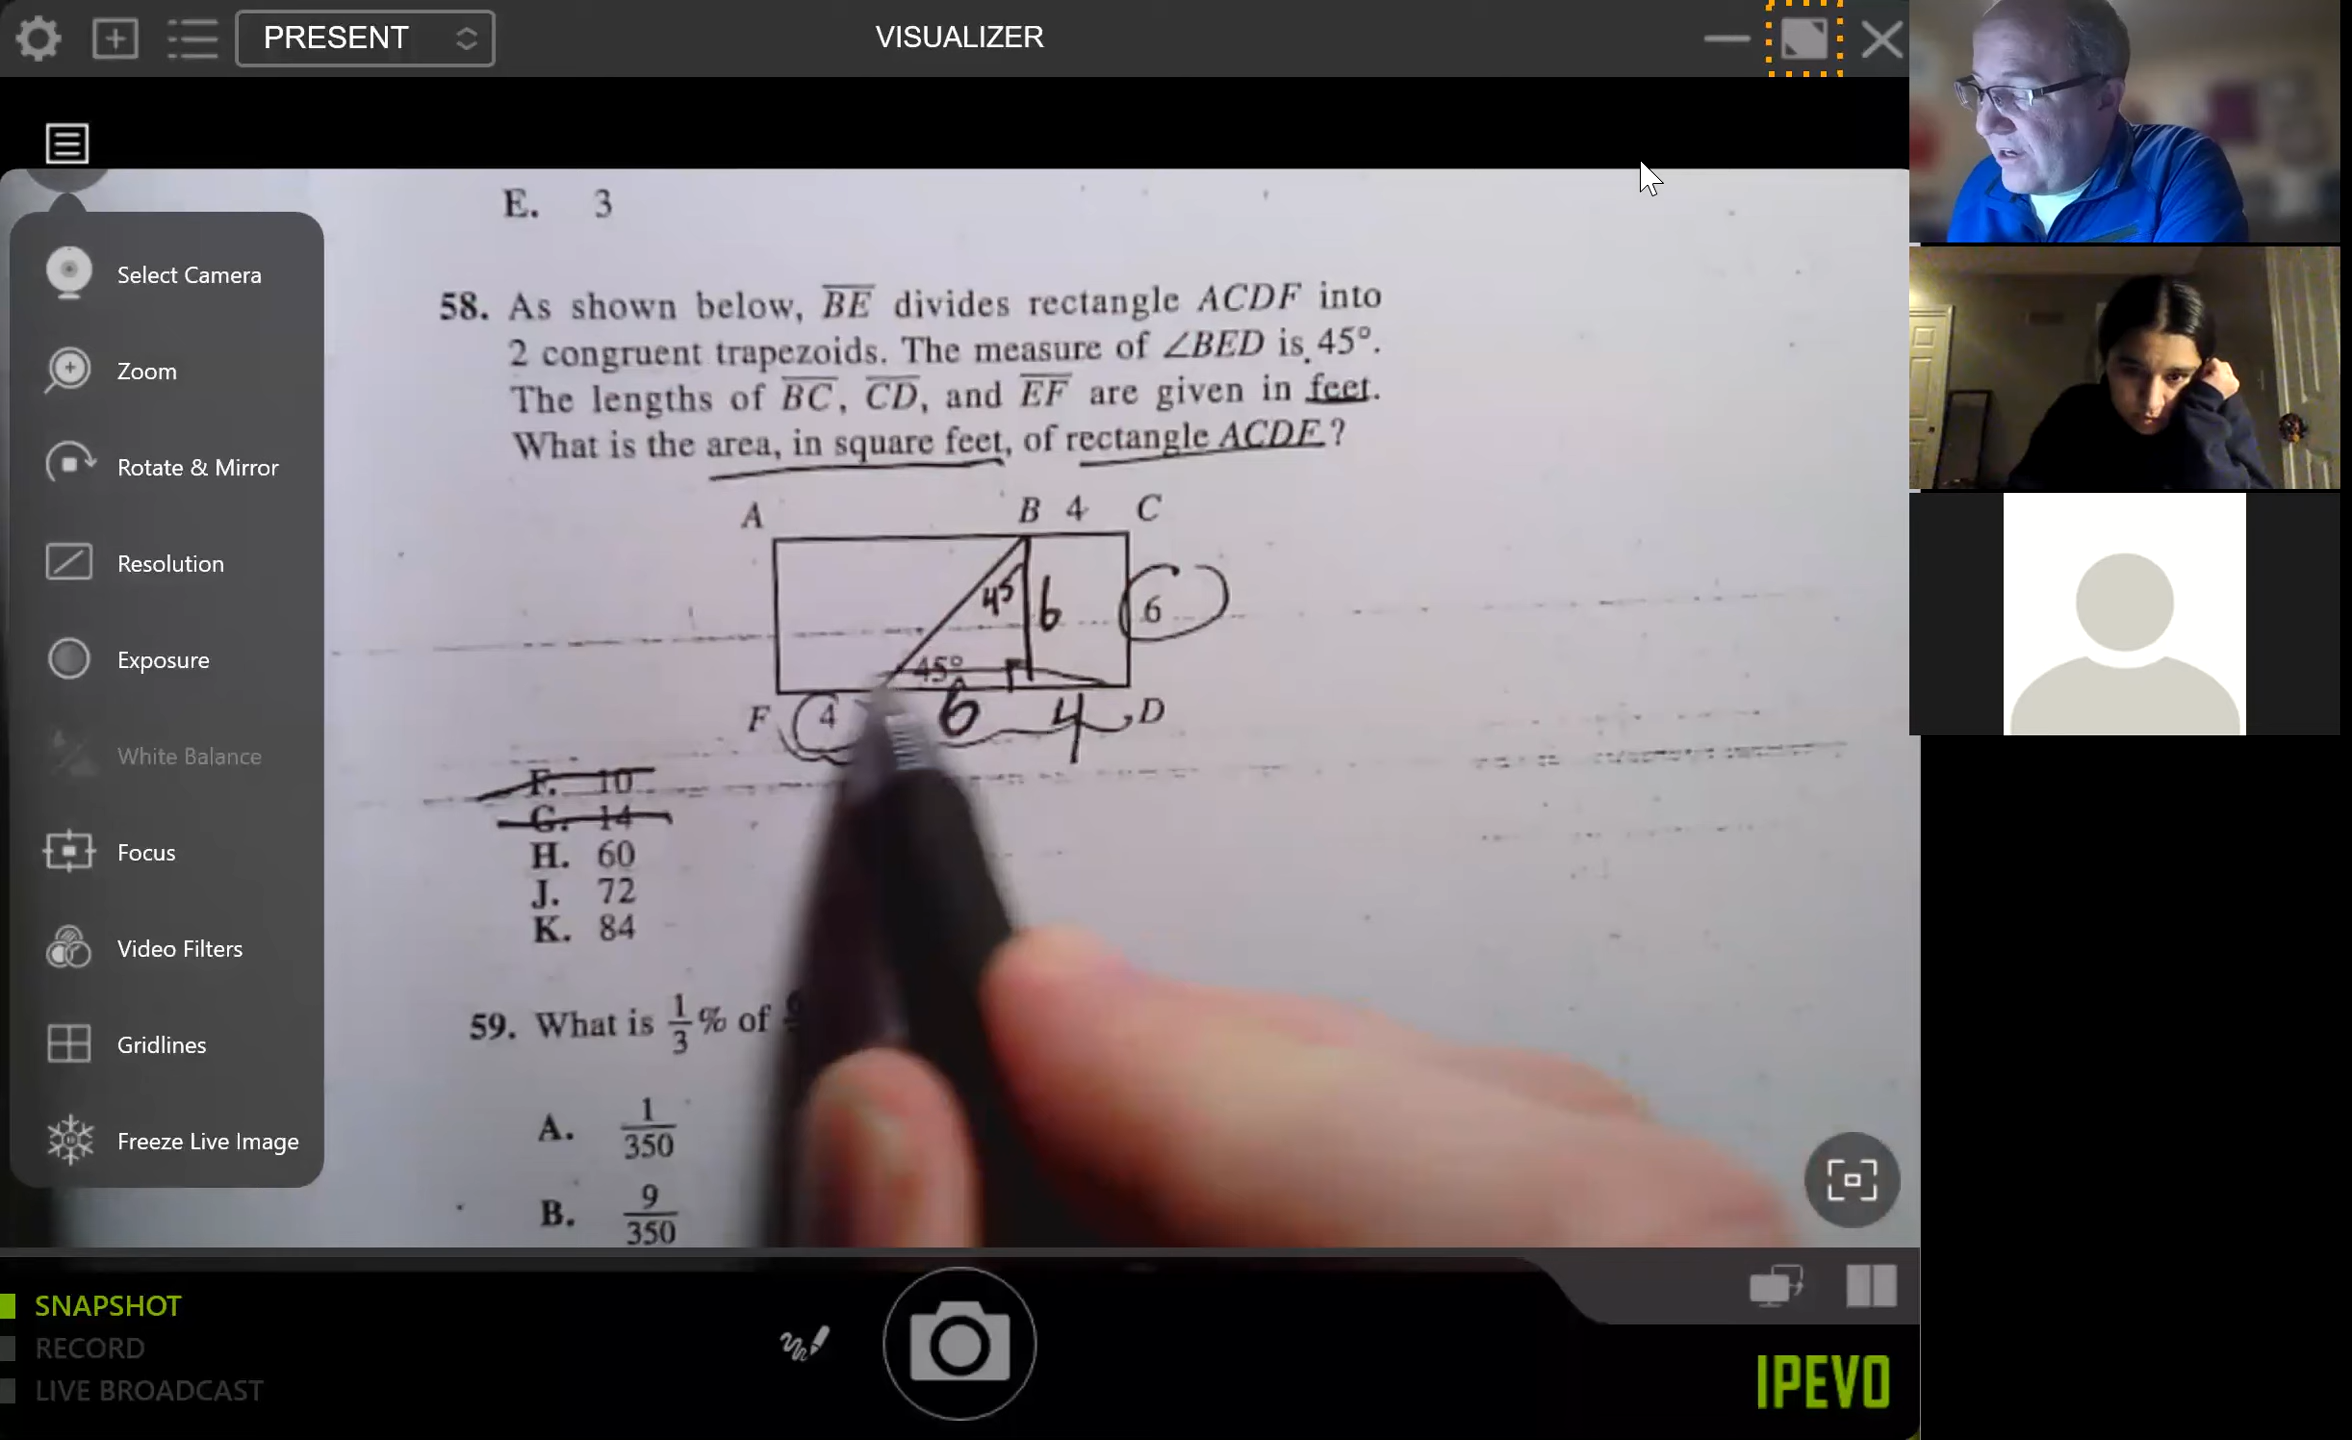 PRESENT
VISUALIZER
E. 3
58. As shown below, BE divides rectangle ACDF into
2 congruent trapezoids. The measure of ∠BED is 45°.
The lengths of BC, CD, and EF are given in feet.
What is the area, in square feet, of rectangle ACDF?
A B 4 C
45 6 6
45°
F 4 6 4 D
F. 10
G. 14
H. 60
J. 72
K. 84
59. What is 1/3 % of
A. 1/350
B. 9/350
Select Camera
Zoom
Rotate & Mirror
Resolution
Exposure
White Balance
Focus
Video Filters
Gridlines
Freeze Live Image
SNAPSHOT
RECORD
LIVE BROADCAST
IPEVO